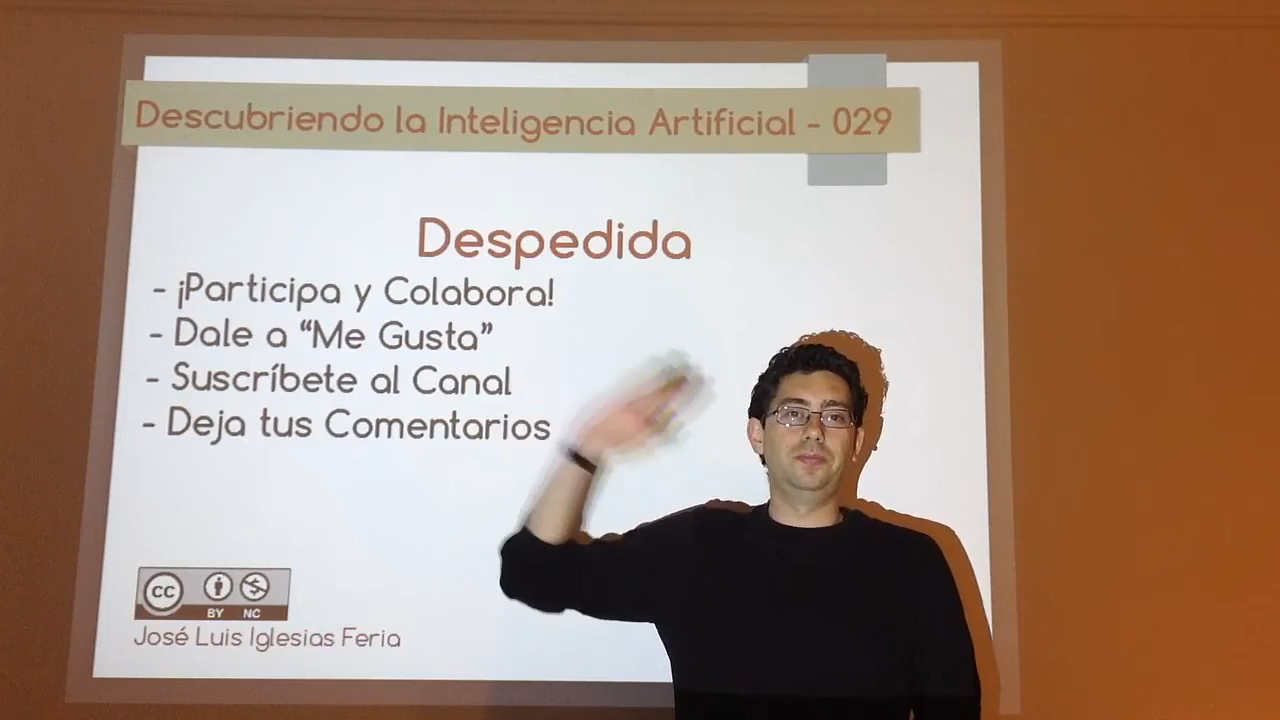 Descubriendo la Inteligencia Artificial - 029
Despedida
- ¡Participa y Colabora!
- Dale a “Me Gusta”
- Suscríbete al Canal
- Deja tus Comentarios
CC
BY NC
José Luis Iglesias Feria